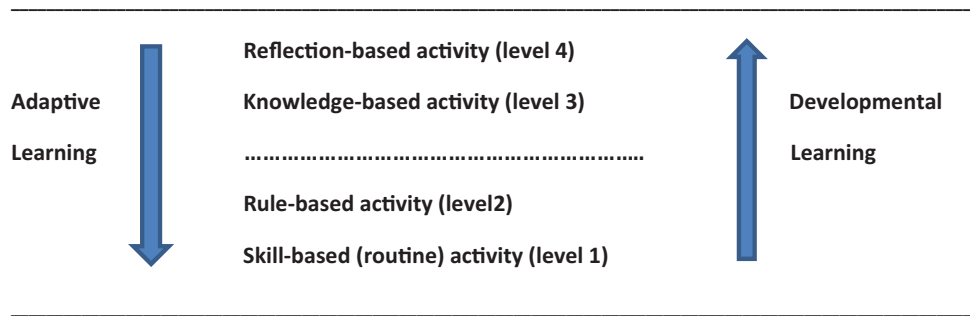 Reflection-based activity (level 4)
Adaptive Knowledge-based activity (level 3) Developmental
Learning ………………………………………………………….. Learning
Rule-based activity (level2)
Skill-based (routine) activity (level 1)